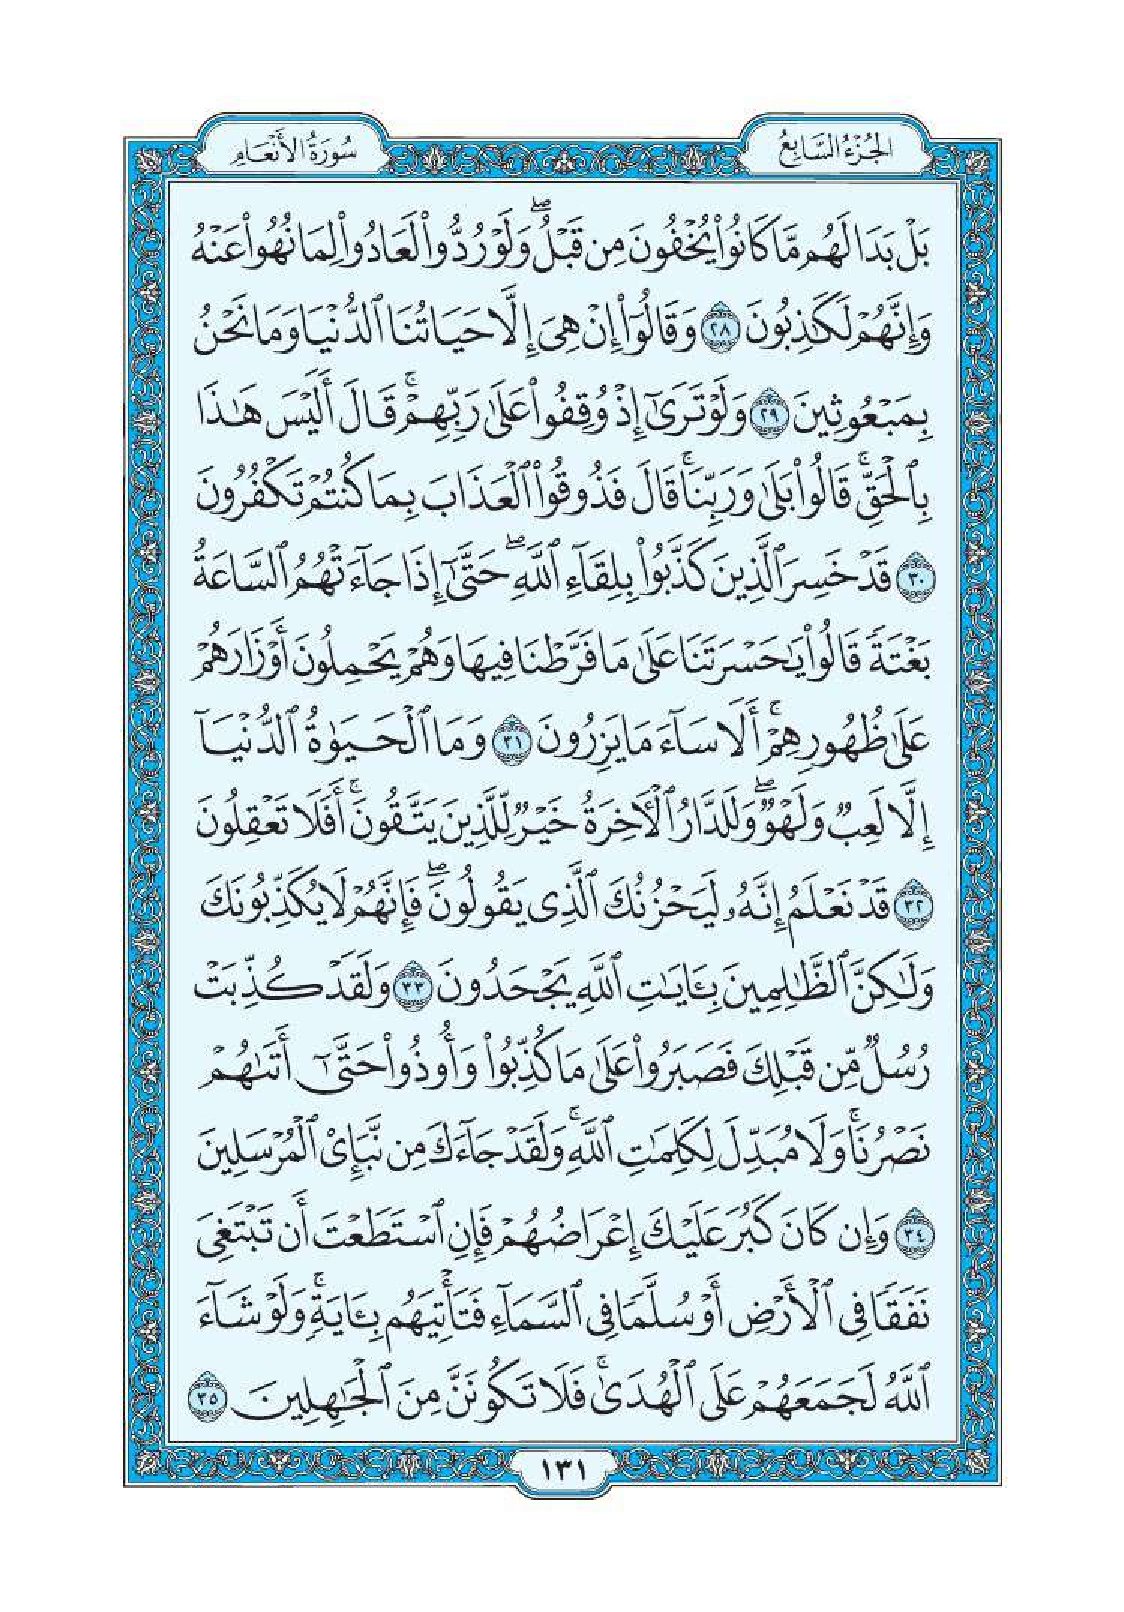 الجُزْءُ السَّابِعُ
سُورَةُ الأَنْعَامِ
بَلْ بَدَا لَهُم مَّا كَانُوا۟ يُخْفُونَ مِن قَبْلُ ۖ وَلَوْ رُدُّوا۟ لَعَادُوا۟ لِمَا نُهُوا۟ عَنْهُ
وَإِنَّهُمْ لَكَـٰذِبُونَ ٢٨ وَقَالُوٓا۟ إِنْ هِىَ إِلَّا حَيَاتُنَا ٱلدُّنْيَا وَمَا نَحْنُ
بِمَبْعُوثِينَ ٢٩ وَلَوْ تَرَىٰٓ إِذْ وُقِفُوا۟ عَلَىٰ رَبِّهِمْ ۚ قَالَ أَلَيْسَ هَـٰذَا
بِٱلْحَقِّ ۚ قَالُوا۟ بَلَىٰ وَرَبِّنَا ۚ قَالَ فَذُوقُوا۟ ٱلْعَذَابَ بِمَا كُنتُمْ تَكْفُرُونَ
٣٠ قَدْ خَسِرَ ٱلَّذِينَ كَذَّبُوا۟ بِلِقَآءِ ٱللَّهِ ۖ حَتَّىٰٓ إِذَا جَآءَتْهُمُ ٱلسَّاعَةُ
بَغْتَةً قَالُوا۟ يَـٰحَسْرَتَنَا عَلَىٰ مَا فَرَّطْنَا فِيهَا وَهُمْ يَحْمِلُونَ أَوْزَارَهُمْ
عَلَىٰ ظُهُورِهِمْ ۚ أَلَا سَآءَ مَا يَزِرُونَ ٣١ وَمَا ٱلْحَيَوٰةُ ٱلدُّنْيَآ
إِلَّا لَعِبٌ وَلَهْوٌ ۖ وَلَلدَّارُ ٱلْـَٔاخِرَةُ خَيْرٌ لِّلَّذِينَ يَتَّقُونَ ۗ أَفَلَا تَعْقِلُونَ
٣٢ قَدْ نَعْلَمُ إِنَّهُۥ لَيَحْزُنُكَ ٱلَّذِى يَقُولُونَ ۖ فَإِنَّهُمْ لَا يُكَذِّبُونَكَ
وَلَـٰكِنَّ ٱلظَّـٰلِمِينَ بِـَٔايَـٰتِ ٱللَّهِ يَجْحَدُونَ ٣٣ وَلَقَدْ كُذِّبَتْ
رُسُلٌ مِّن قَبْلِكَ فَصَبَرُوا۟ عَلَىٰ مَا كُذِّبُوا۟ وَأُوذُوا۟ حَتَّىٰٓ أَتَىٰهُمْ
نَصْرُنَا ۚ وَلَا مُبَدِّلَ لِكَلِمَـٰتِ ٱللَّهِ ۚ وَلَقَدْ جَآءَكَ مِن نَّبَإِى۟ ٱلْمُرْسَلِينَ
٣٤ وَإِن كَانَ كَبُرَ عَلَيْكَ إِعْرَاضُهُمْ فَإِنِ ٱسْتَطَعْتَ أَن تَبْتَغِىَ
نَفَقًا فِى ٱلْأَرْضِ أَوْ سُلَّمًا فِى ٱلسَّمَآءِ فَتَأْتِيَهُم بِـَٔايَةٍ ۚ وَلَوْ شَآءَ
ٱللَّهُ لَجَمَعَهُمْ عَلَى ٱلْهُدَىٰ ۚ فَلَا تَكُونَنَّ مِنَ ٱلْجَـٰهِلِينَ ٣٥
١٣١